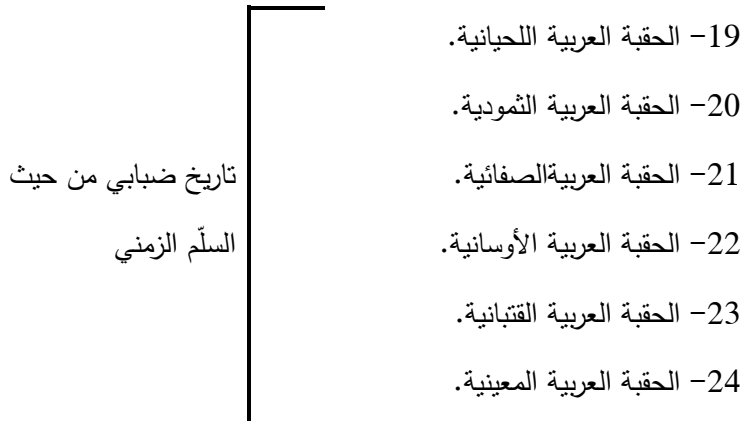 19- الحقبة العربية اللحيانية.
20- الحقبة العربية الثمودية.
21- الحقبة العربيةالصفائية.
تاريخ ضبابي من حيث
22- الحقبة العربية الأوسانية.
السلّم الزمني
23- الحقبة العربية القتبانية.
24- الحقبة العربية المعينية.